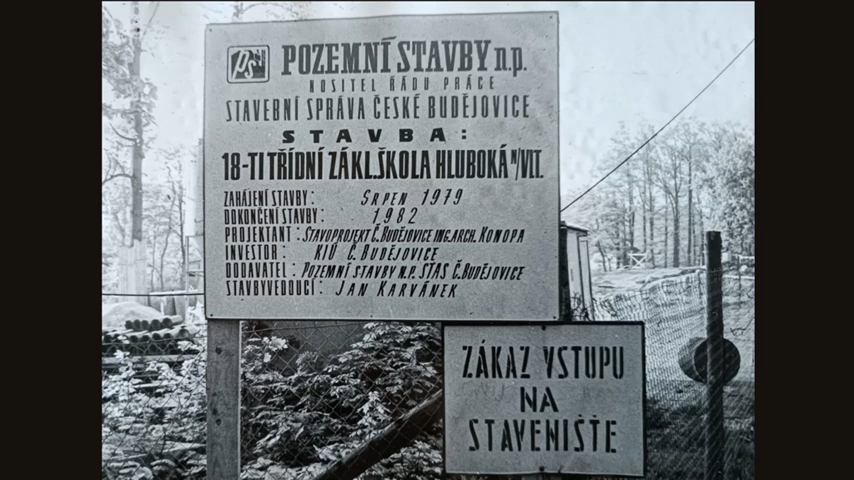 PS
POZEMNÍ STAVBY n.p.
NOSITEL ŘÁDU PRÁCE
STAVEBNÍ SPRÁVA ČESKÉ BUDĚJOVICE
STAVBA:
18-TI TŘÍDNÍ ZÁKL. ŠKOLA HLUBOKÁ N/VLT.
ZAHÁJENÍ STAVBY: SRPEN 1979
DOKONČENÍ STAVBY: 1982
PROJEKTANT: STAVOPROJEKT Č. BUDĚJOVICE ING. ARCH. KONOPA
INVESTOR: KIÚ Č. BUDĚJOVICE
DODAVATEL: POZEMNÍ STAVBY N.P. STAS Č. BUDĚJOVICE
STAVBYVEDOUCÍ: JAN KARVÁNEK
ZÁKAZ VSTUPU
NA
STAVENIŠTE